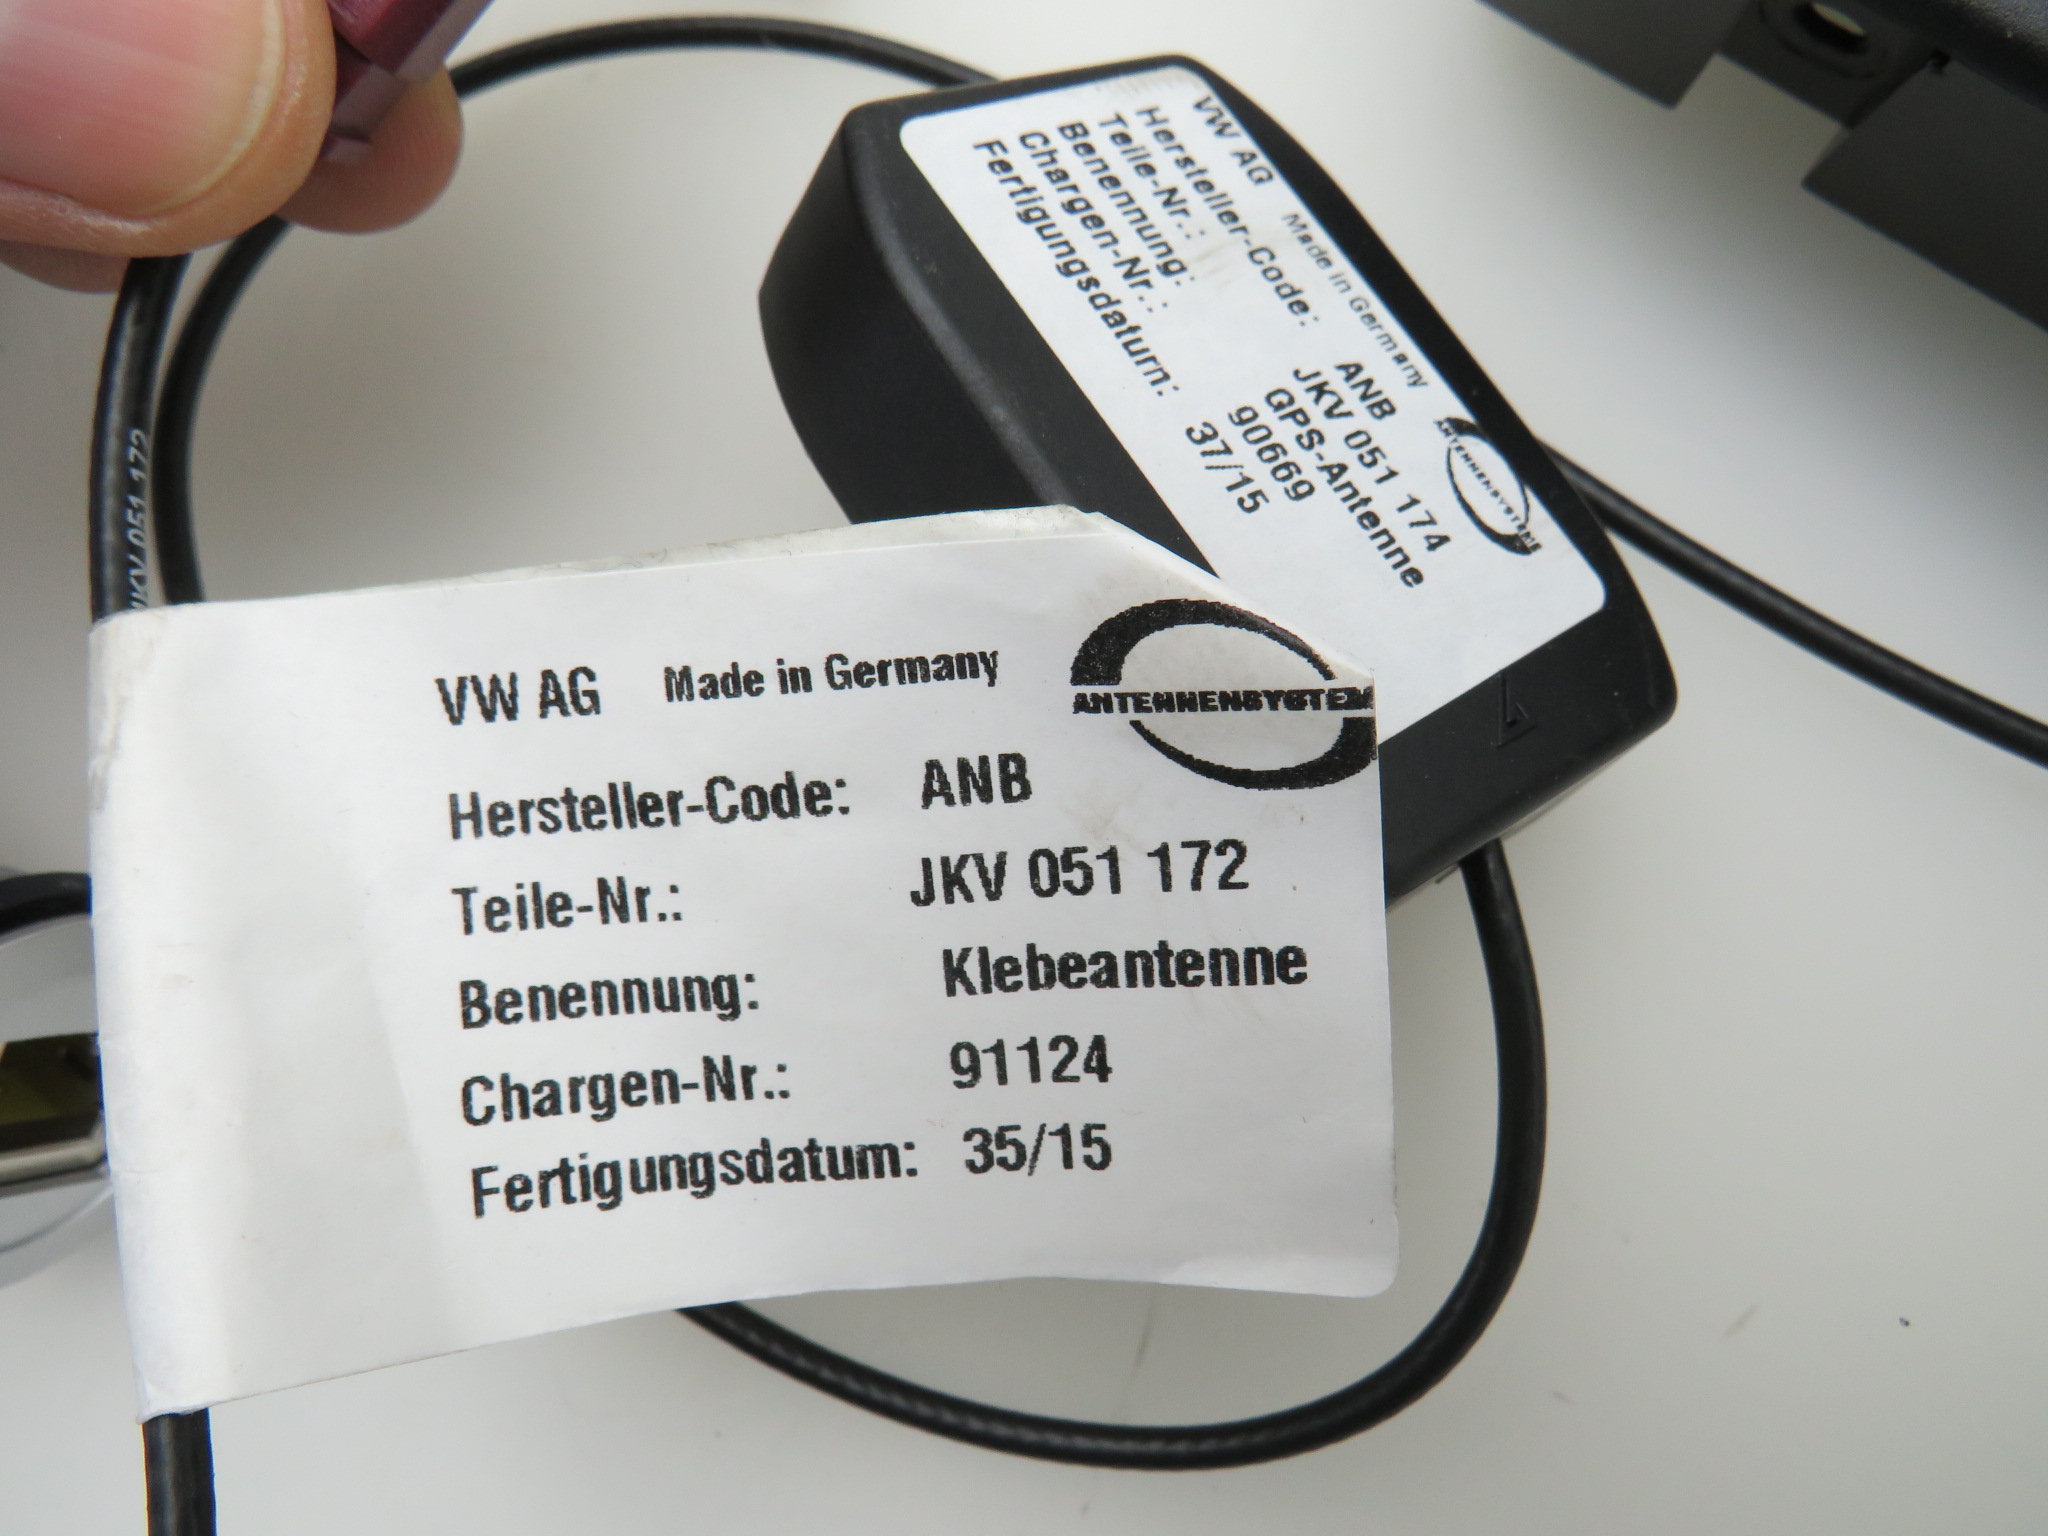 VW AG Made in Germany
ANTENNENSYSTEME
Hersteller-Code: ANB
Teile-Nr.: JKV 051 174
Benennung: GPS-Antenne
Chargen-Nr.: 90669
Fertigungsdatum: 37/15
JKV 051 172
VW AG Made in Germany
ANTENNENSYSTEM
Hersteller-Code: ANB
Teile-Nr.: JKV 051 172
Benennung: Klebeantenne
Chargen-Nr.: 91124
Fertigungsdatum: 35/15